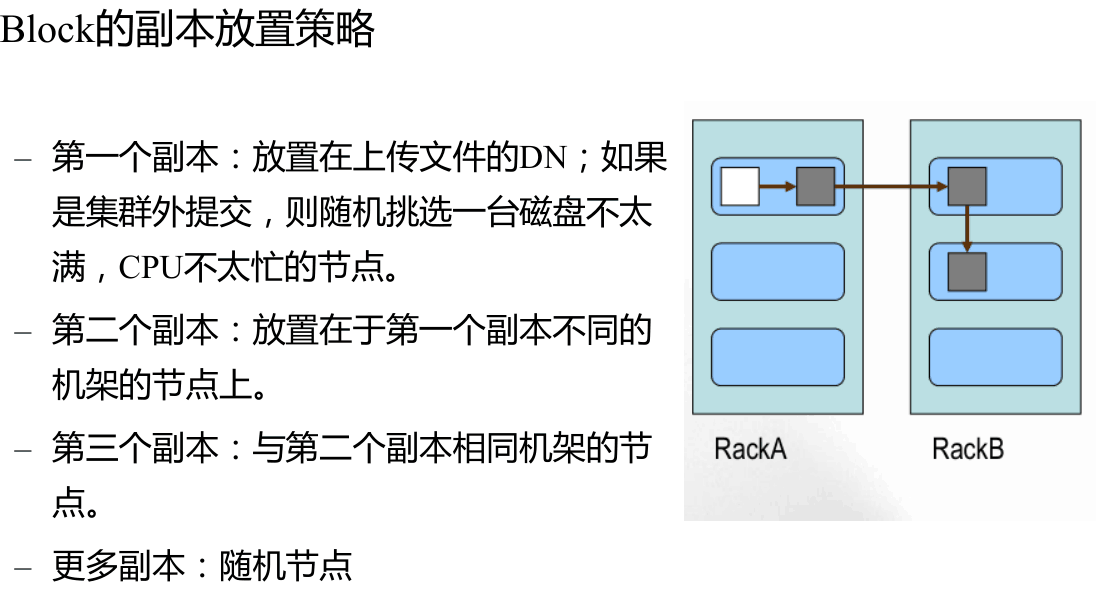 Block的副本放置策略
– 第一个副本：放置在上传文件的DN；如果
是集群外提交，则随机挑选一台磁盘不太
满，CPU不太忙的节点。
– 第二个副本：放置在于第一个副本不同的
机架的节点上。
– 第三个副本：与第二个副本相同机架的节
点。
– 更多副本：随机节点
RackA
RackB